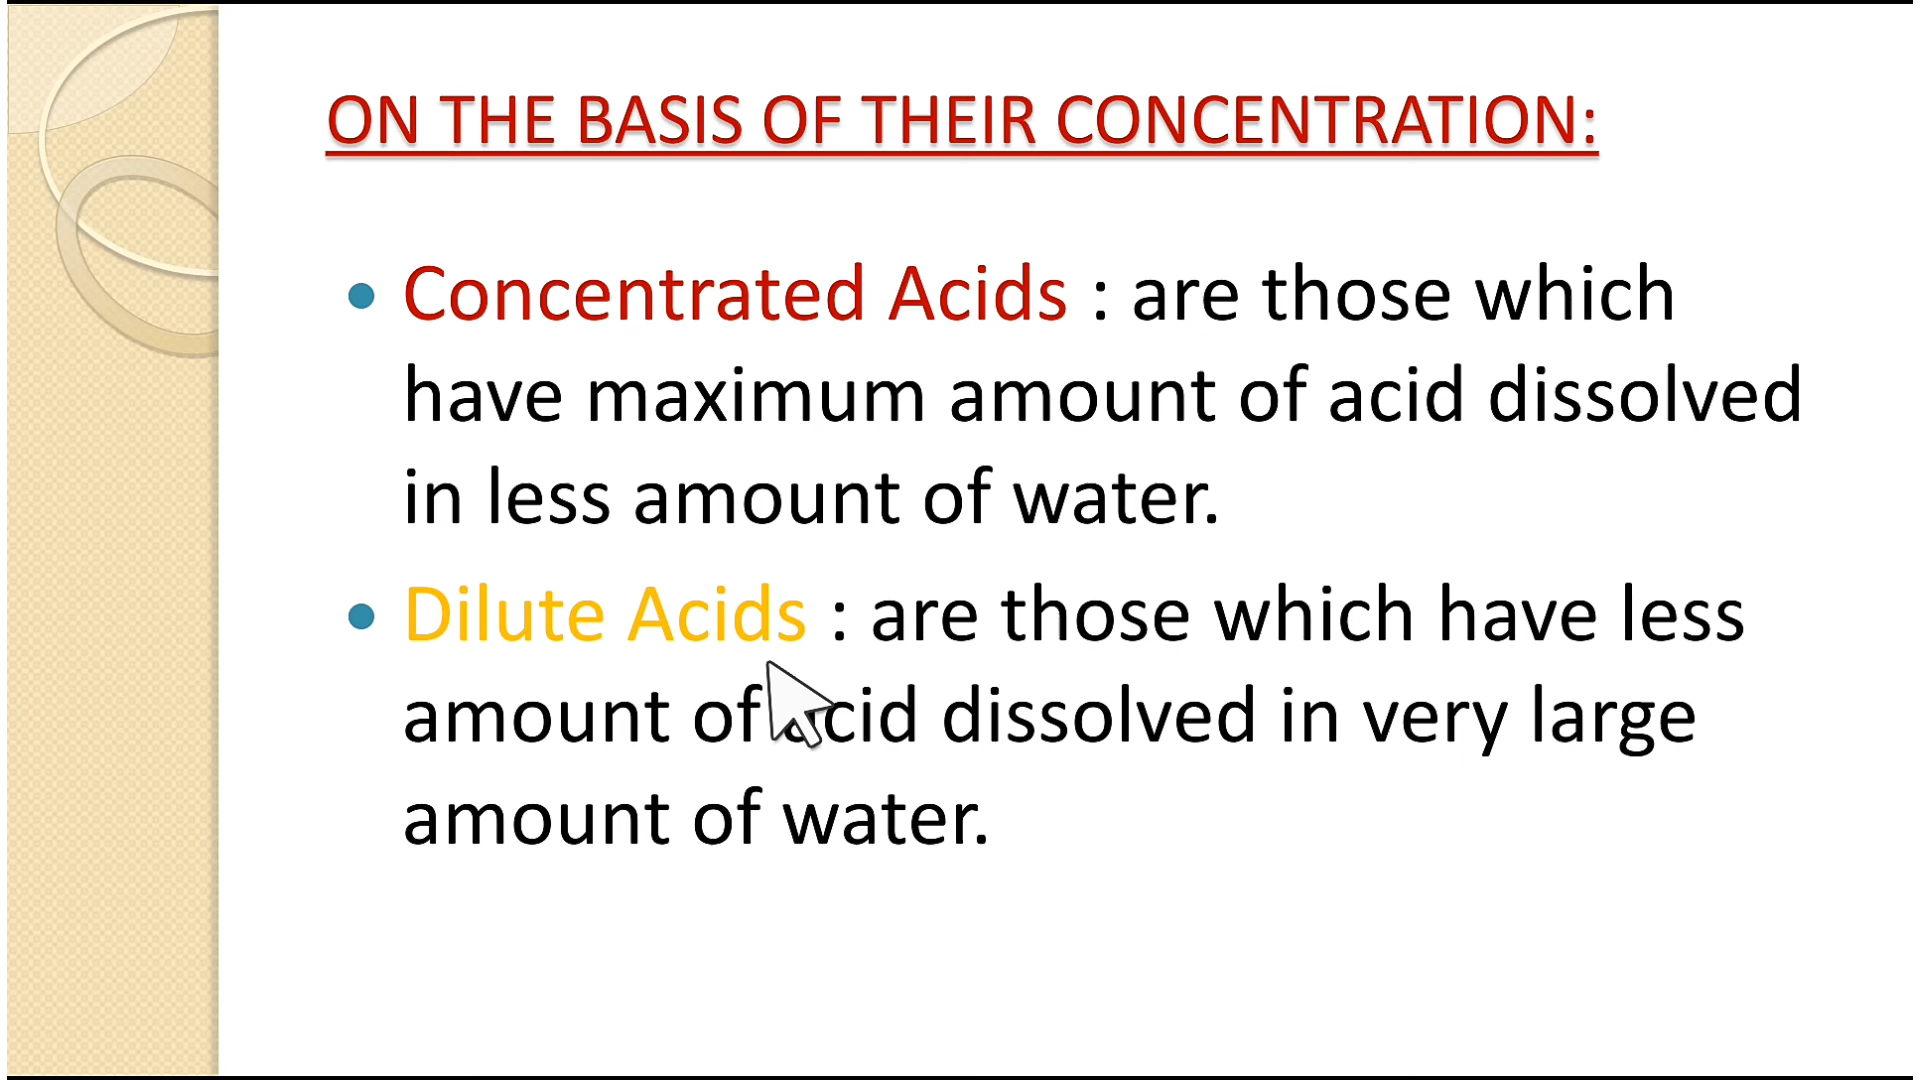 ON THE BASIS OF THEIR CONCENTRATION:
• Concentrated Acids : are those which
have maximum amount of acid dissolved
in less amount of water.
• Dilute Acids : are those which have less
amount of acid dissolved in very large
amount of water.